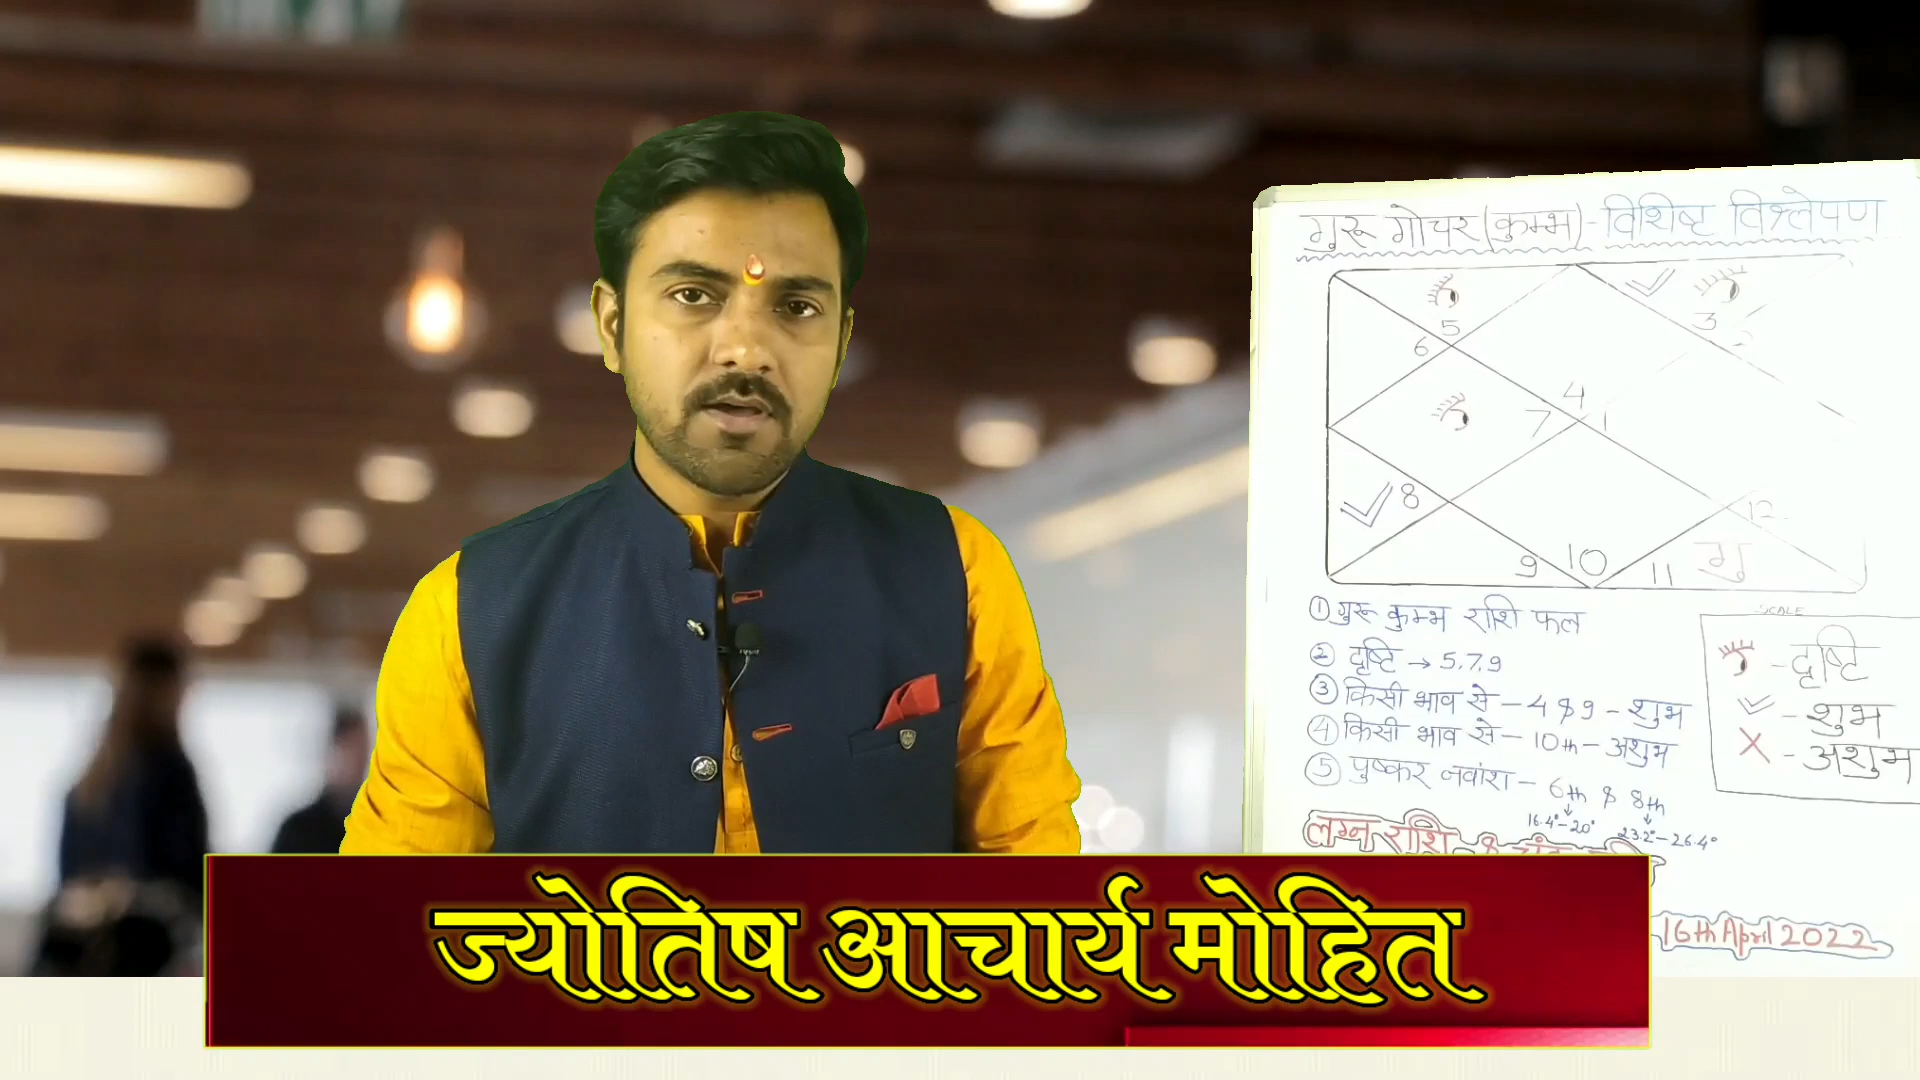 गुरू गोचर (कुम्भ) - विशिष्ट विश्लेषण
5
3
6
2
4
7
1
8
12
10
9
11
गु
① गुरू कुम्भ राशि फल
② दृष्टि → 5,7,9
③ किसी भाव से – 4 & 9 – शुभ
④ किसी भाव से – 10th – अशुभ
⑤ पुष्कर नवांश – 6th & 8th
16.4° – 20° 23.2° – 26.4°
SCALE
- दृष्टि
- शुभ
X - अशुभ
लग्न राशि &
16th April 2022
ज्योतिष आचार्य मोहित